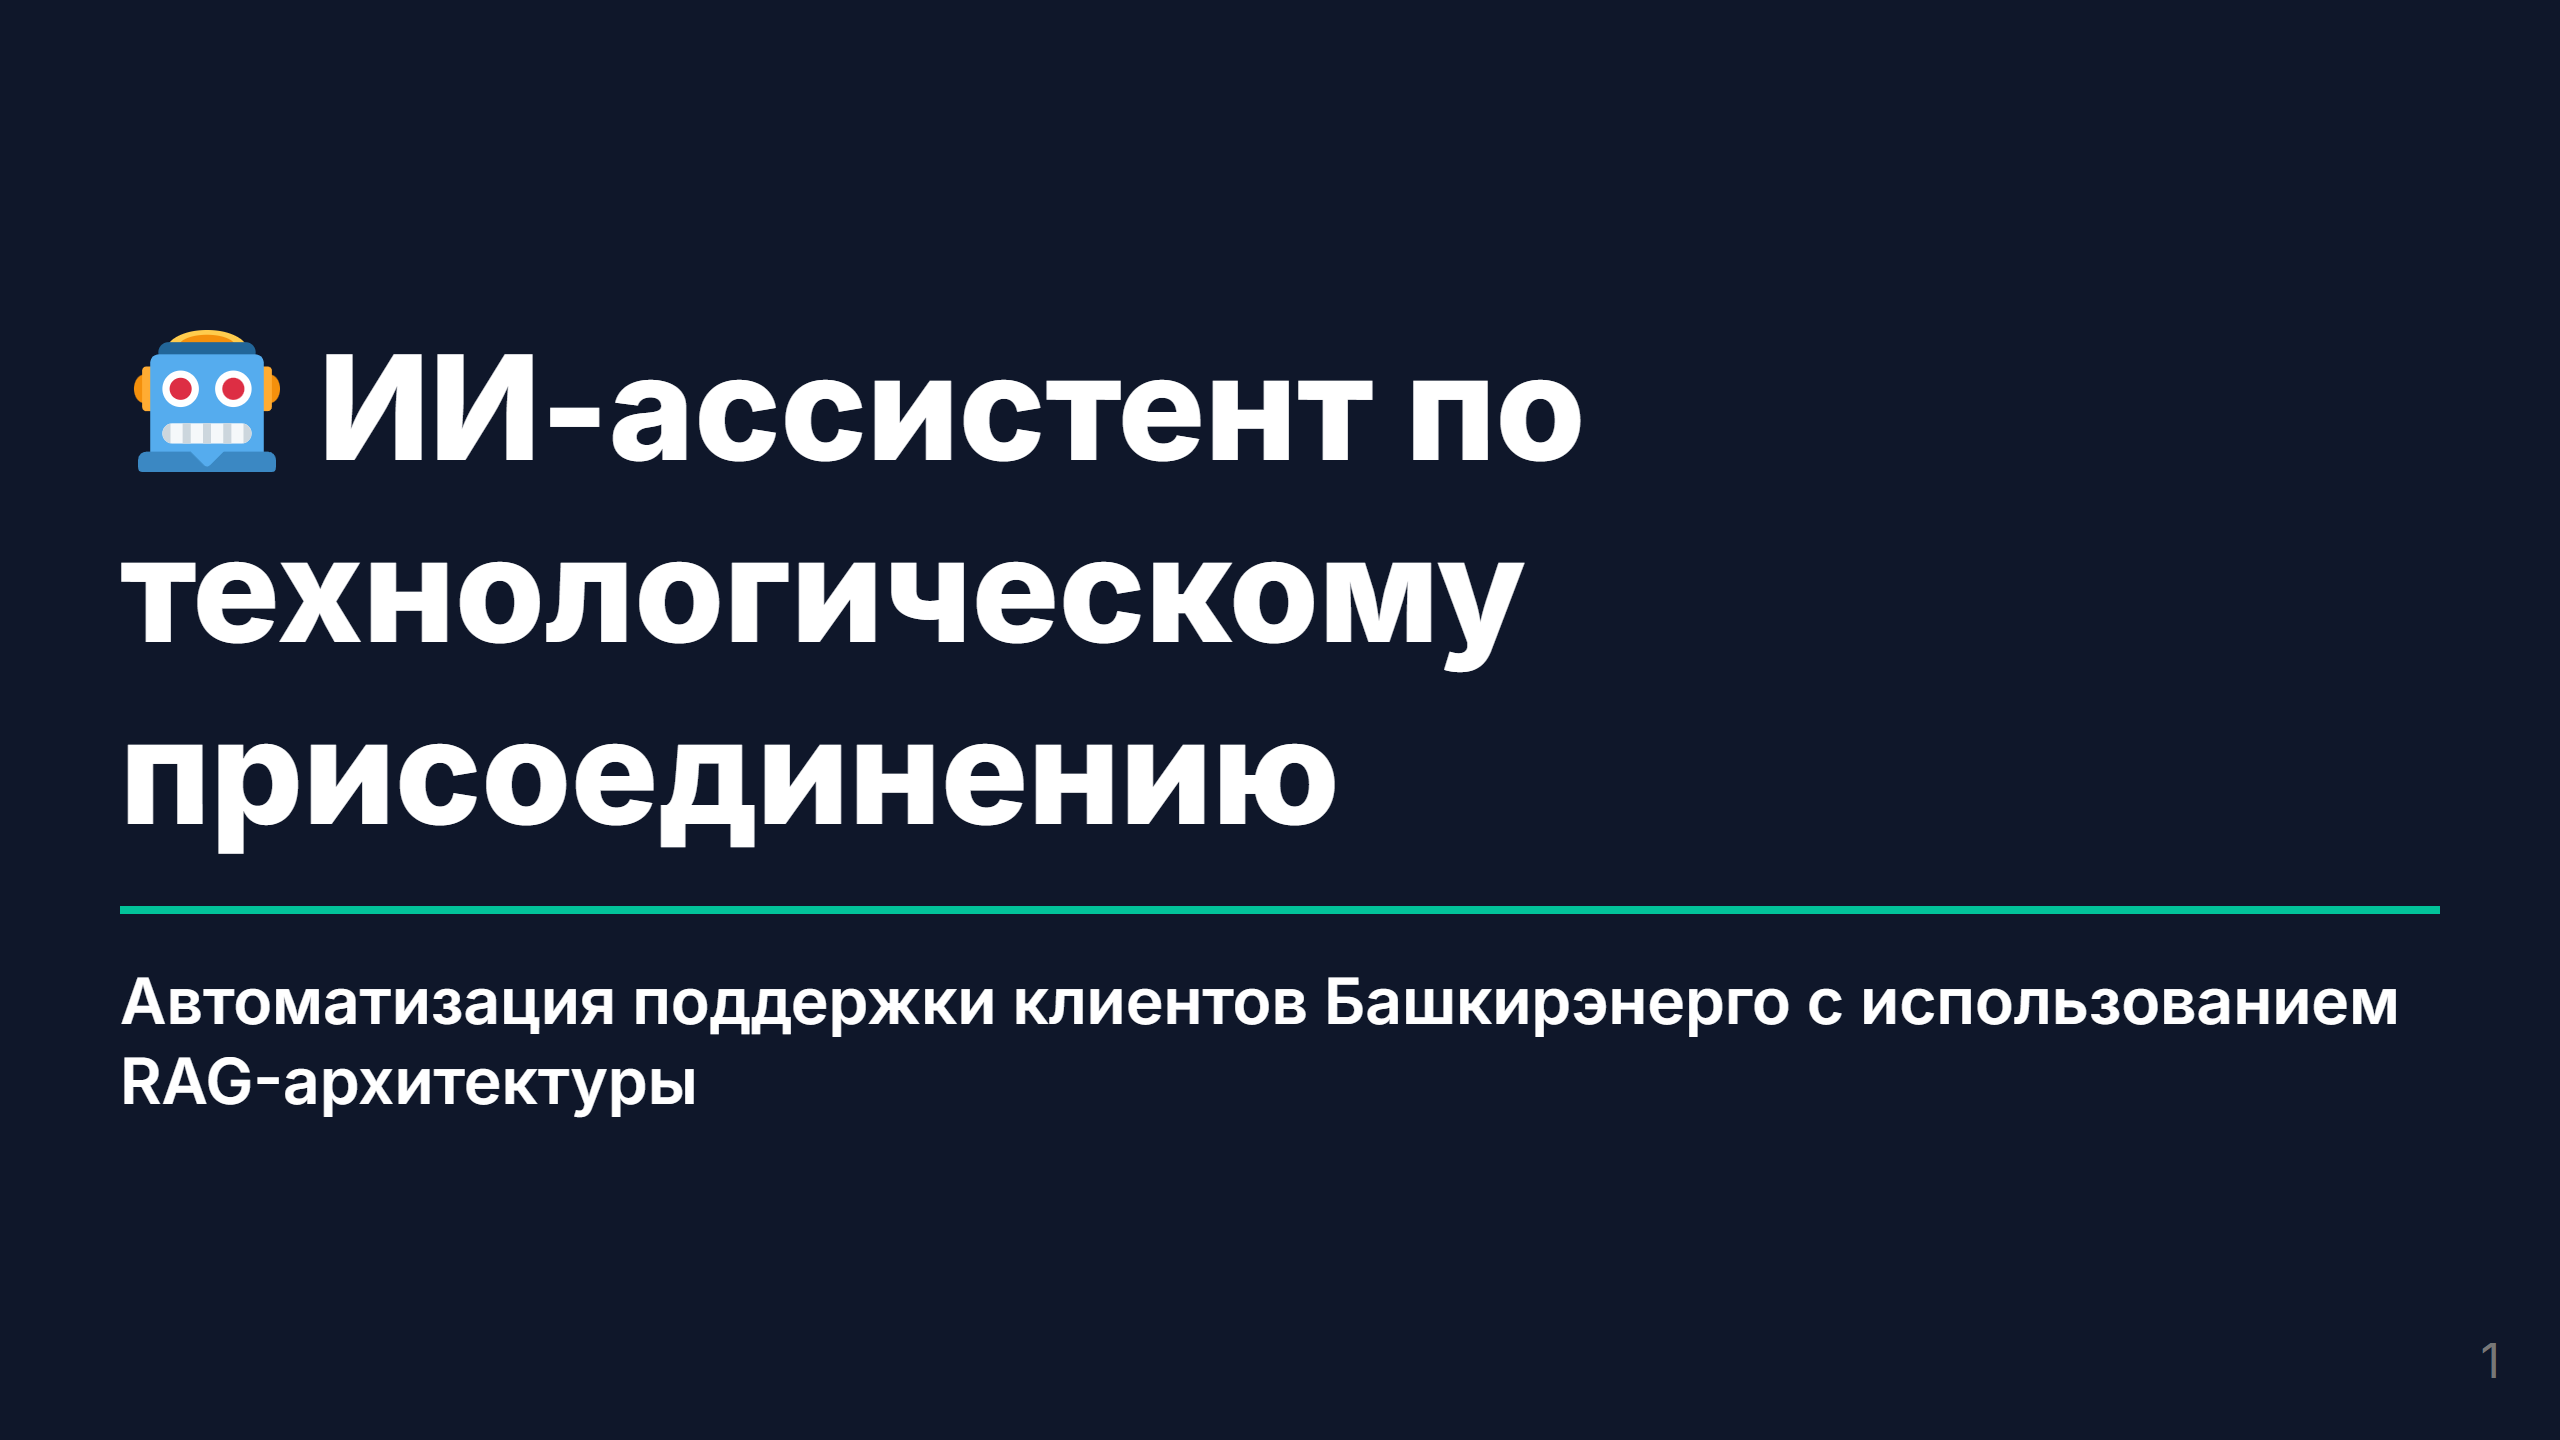 ИИ-ассистент по
технологическому
присоединению
Автоматизация поддержки клиентов Башкирэнерго с использованием
RAG-архитектуры
1